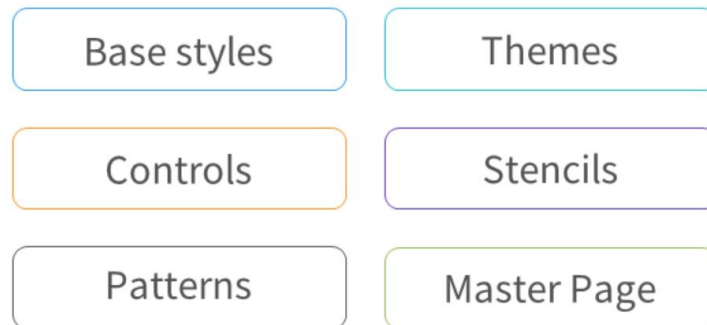 Base styles
Themes
Controls
Stencils
Patterns
Master Page